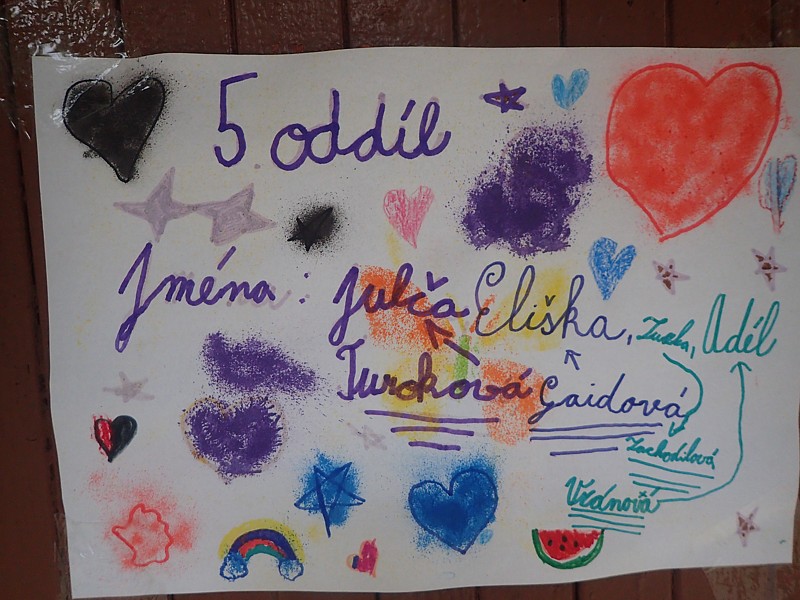 5 oddíl
Jména: Julča Eliška, Zuzka, Adél
Turoková Gaidová
Zachodilová
Vránová